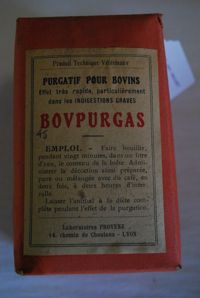 Produit Technique Vétérinaire
PURGATIF POUR BOVINS
Effet très rapide, particulièrement
dans les INDIGESTIONS GRAVES
BOVPURGAS
EMPLOI. - Faire bouillir,
pendant vingt minutes, dans un litre
d'eau, le contenu de la boîte. Admi-
nistrer la décoction ainsi préparée,
pure ou mélangée avec du café, en
deux fois, à deux heures d'inter-
valle.
Laisser l'animal à la diète com-
plète pendant l'effet de la purgation.
Laboratoires PROVENE
14, chemin de Choulans - LYON